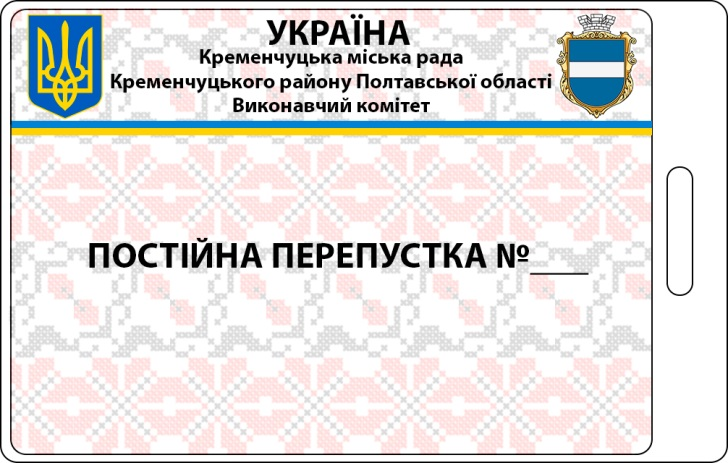 УКРАЇНА
Кременчуцька міська рада
Кременчуцького району Полтавської області
Виконавчий комітет
ПОСТІЙНА ПЕРЕПУСТКА №___